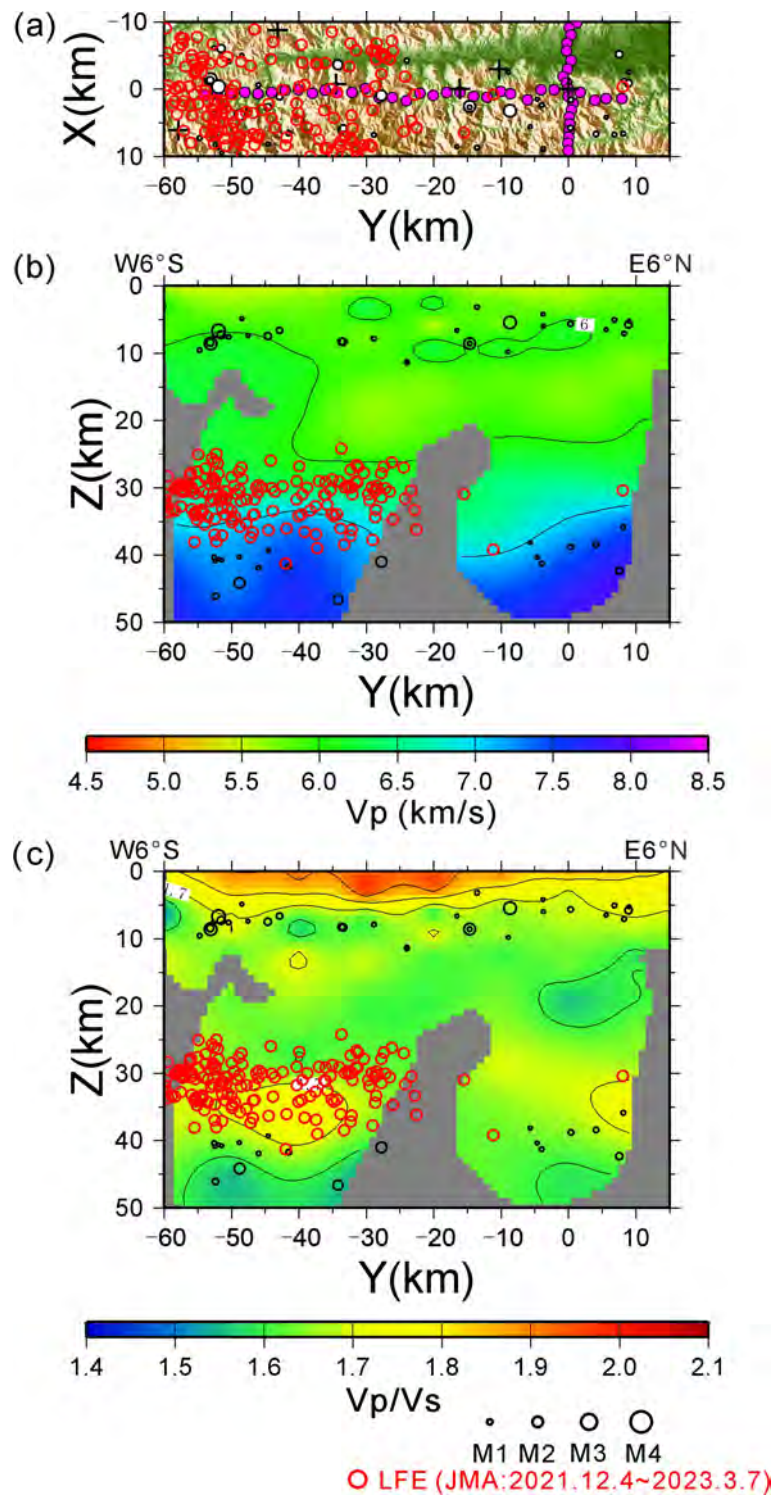 (a)
−10
0
10
X(km)
−60 −50 −40 −30 −20 −10 0 10
Y(km)
(b)
W6°S E6°N
0
10
20
30
40
50
Z(km)
6
−60 −50 −40 −30 −20 −10 0 10
Y(km)
4.5 5.0 5.5 6.0 6.5 7.0 7.5 8.0 8.5
Vp (km/s)
(c)
W6°S E6°N
0
10
20
30
40
50
Z(km)
−60 −50 −40 −30 −20 −10 0 10
Y(km)
1.4 1.5 1.6 1.7 1.8 1.9 2.0 2.1
Vp/Vs
M1 M2 M3 M4
LFE (JMA:2021.12.4~2023.3.7)